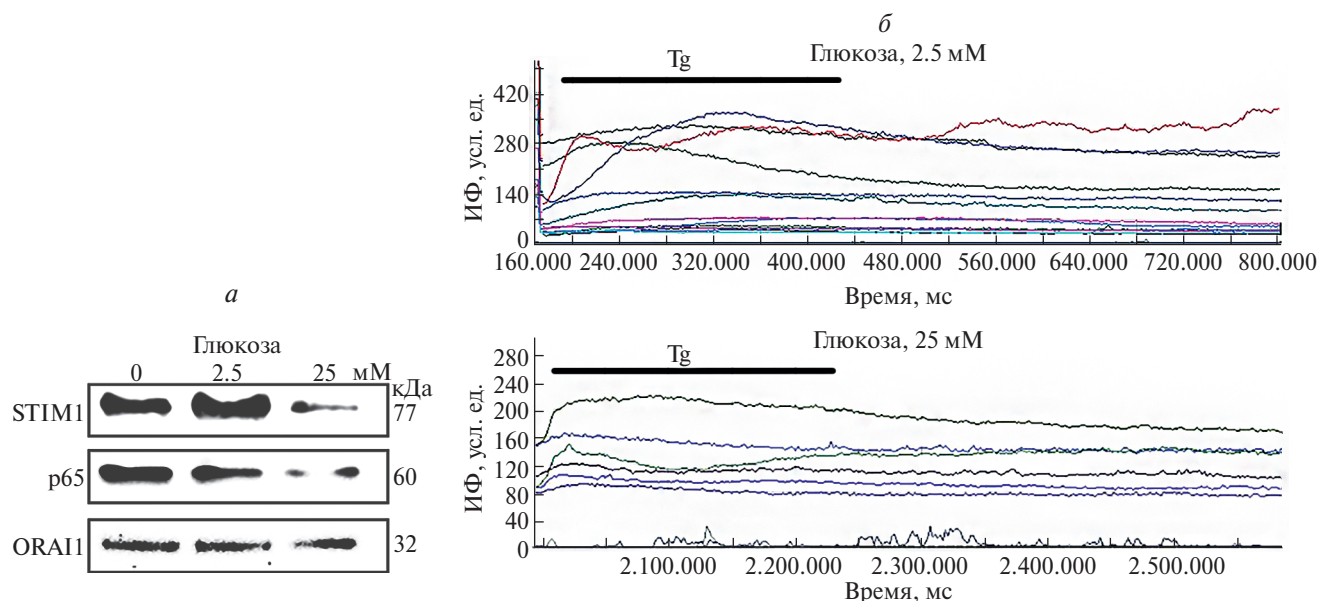 а
Глюкоза
0 2.5 25 мМ
кДа
STIM1 77
p65 60
ORAI1 32
б
Глюкоза, 2.5 мМ
Tg
ИФ, усл. ед.
420
280
140
0
160.000 240.000 320.000 400.000 480.000 560.000 640.000 720.000 800.000
Время, мс
Глюкоза, 25 мМ
Tg
ИФ, усл. ед.
280
240
200
160
120
80
40
0
2.100.000 2.200.000 2.300.000 2.400.000 2.500.000
Время, мс